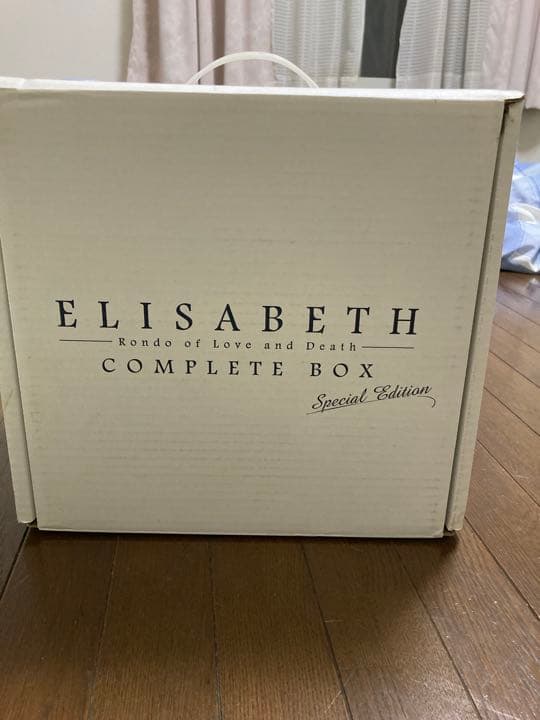 ELISABETH
Rondo of Love and Death
COMPLETE BOX
Special Edition